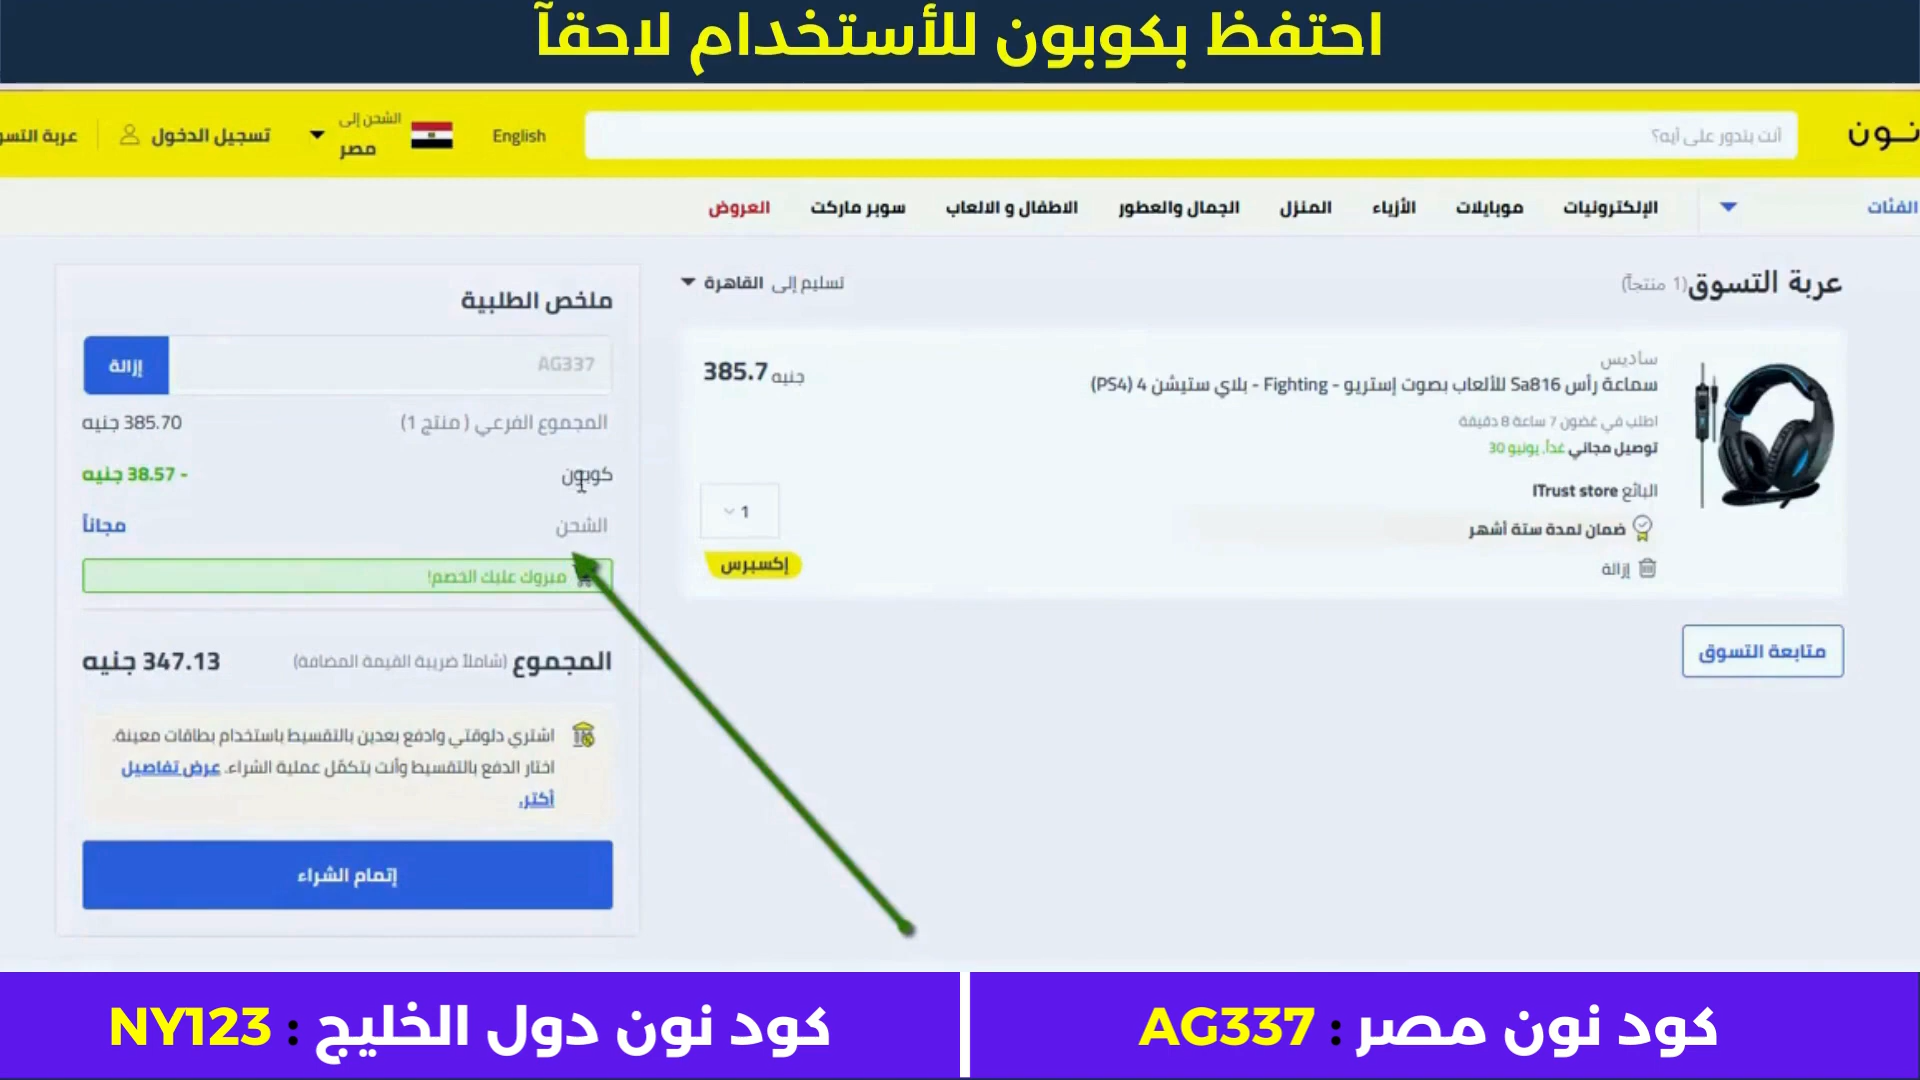 احتفظ بكوبون للأستخدام لاحقآ
نـون
أنت بتدور على أيه؟
English
الشحن إلى
مصر
تسجيل الدخول
عربة التسو
الفئات
الإلكترونيات
موبايلات
الأزياء
المنزل
الجمال والعطور
الاطفال و الالعاب
سوبر ماركت
العروض
عربة التسوق (1 منتجاً)
تسليم إلى القاهرة
ساديس
سماعة رأس Sa816 للألعاب بصوت إستريو - Fighting - بلاي ستيشن 4 (PS4)
385.7 جنيه
اطلب في غضون 7 ساعة 8 دقيقة
توصيل مجاني غداً, يونيو 30
البائع ITrust store
ضمان لمدة ستة أشهر
إزالة
1
إكسبرس
متابعة التسوق
ملخص الطلبية
AG337
إزالة
المجموع الفرعي (منتج 1)
385.70 جنيه
كوبون
- 38.57 جنيه
الشحن
مجاناً
مبروك عليك الخصم!
المجموع (شاملاً ضريبة القيمة المضافة)
347.13 جنيه
اشتري دلوقتي وادفع بعدين بالتقسيط باستخدام بطاقات معينة.
اختار الدفع بالتقسيط وأنت بتكمّل عملية الشراء. عرض تفاصيل
أكتر.
إتمام الشراء
كود نون مصر : AG337
كود نون دول الخليج : NY123